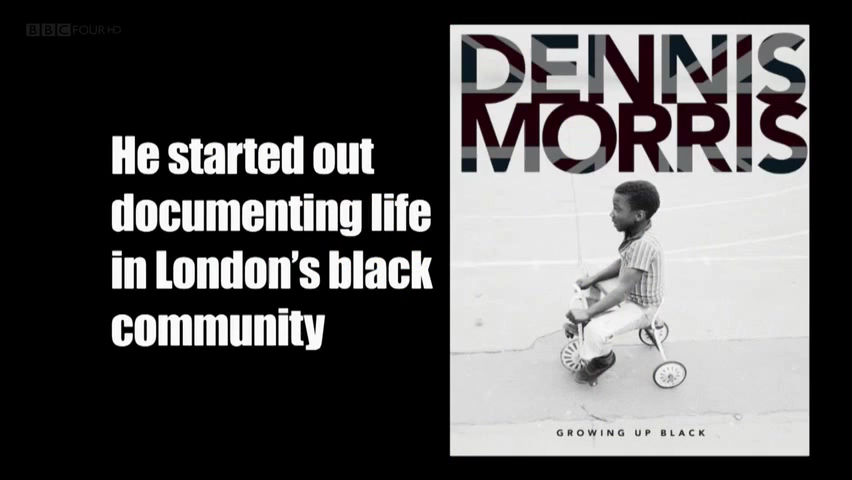 BBC FOUR HD
DENNIS
MORRIS
He started out
documenting life
in London’s black
community
GROWING UP BLACK